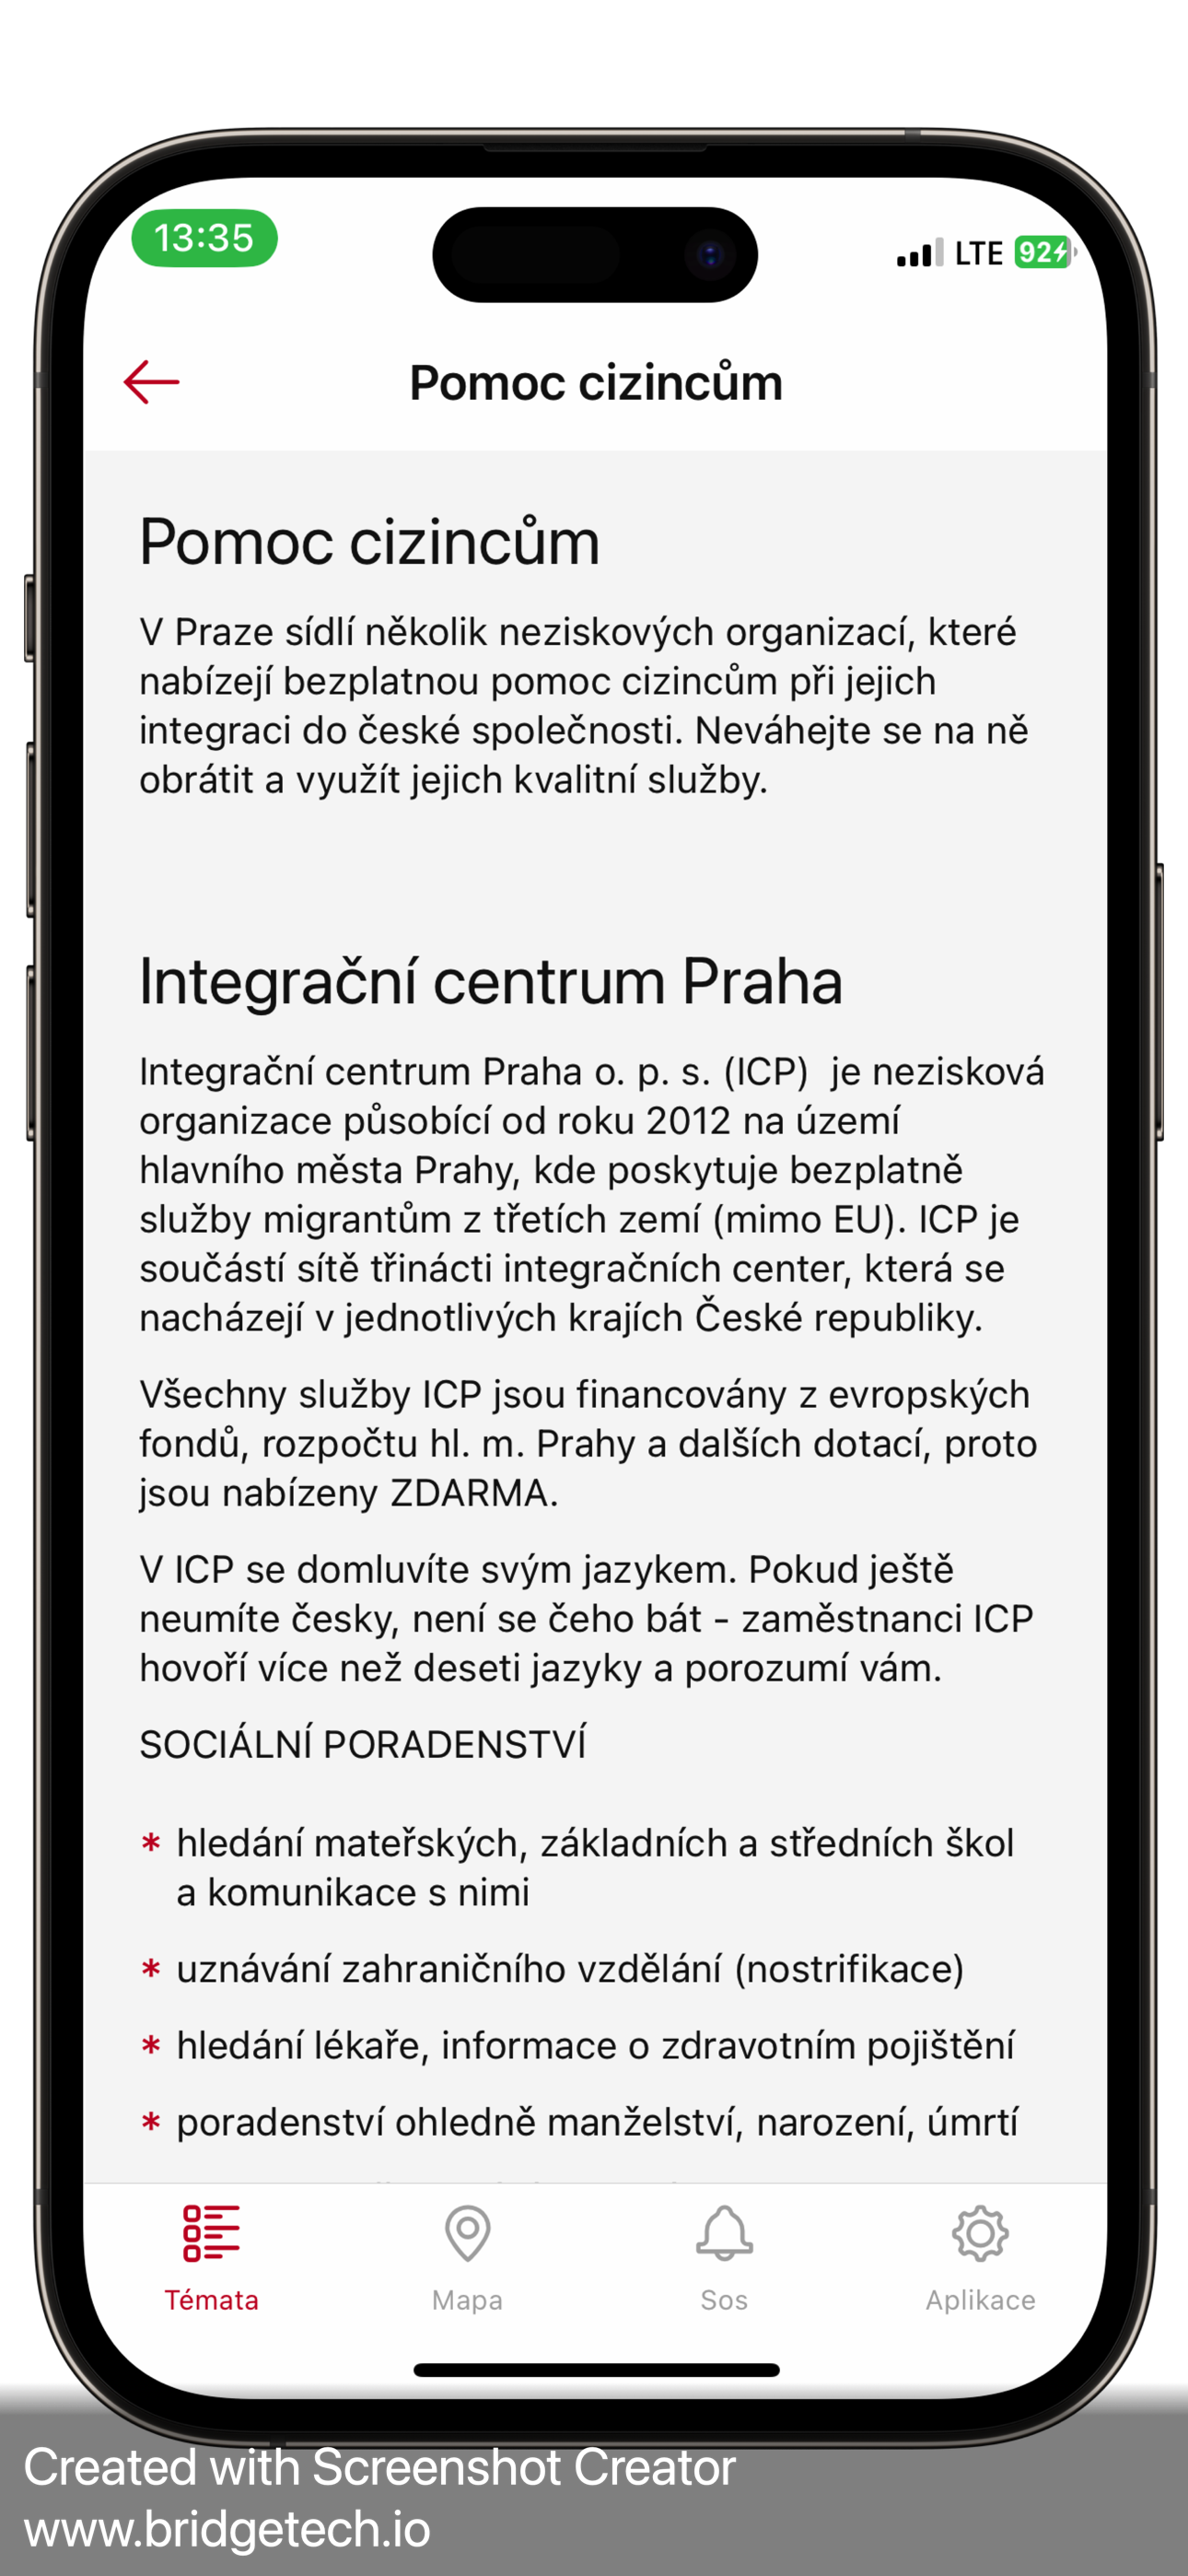 13:35
LTE 92
Pomoc cizincům
Pomoc cizincům
V Praze sídlí několik neziskových organizací, které
nabízejí bezplatnou pomoc cizincům při jejich
integraci do české společnosti. Neváhejte se na ně
obrátit a využít jejich kvalitní služby.
Integrační centrum Praha
Integrační centrum Praha o. p. s. (ICP)  je nezisková
organizace působící od roku 2012 na území
hlavního města Prahy, kde poskytuje bezplatně
služby migrantům z třetích zemí (mimo EU). ICP je
součástí sítě třinácti integračních center, která se
nacházejí v jednotlivých krajích České republiky.
Všechny služby ICP jsou financovány z evropských
fondů, rozpočtu hl. m. Prahy a dalších dotací, proto
jsou nabízeny ZDARMA.
V ICP se domluvíte svým jazykem. Pokud ještě
neumíte česky, není se čeho bát - zaměstnanci ICP
hovoří více než deseti jazyky a porozumí vám.
SOCIÁLNÍ PORADENSTVÍ
* hledání mateřských, základních a středních škol
a komunikace s nimi
* uznávání zahraničního vzdělání (nostrifikace)
* hledání lékaře, informace o zdravotním pojištění
* poradenství ohledně manželství, narození, úmrtí
Témata Mapa Sos Aplikace
Created with Screenshot Creator
www.bridgetech.io